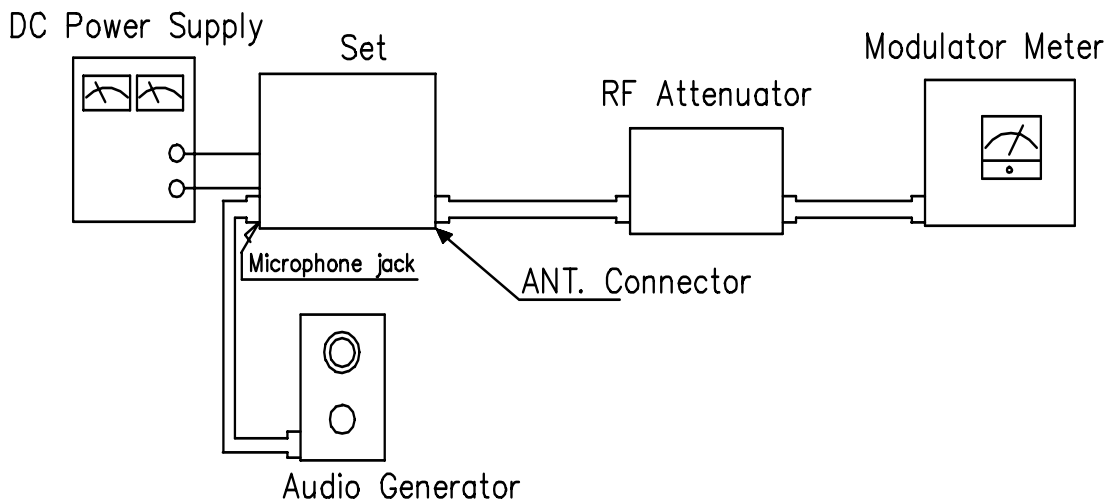 DC Power Supply
Set
RF Attenuator
Modulator Meter
Microphone jack
ANT. Connector
Audio Generator